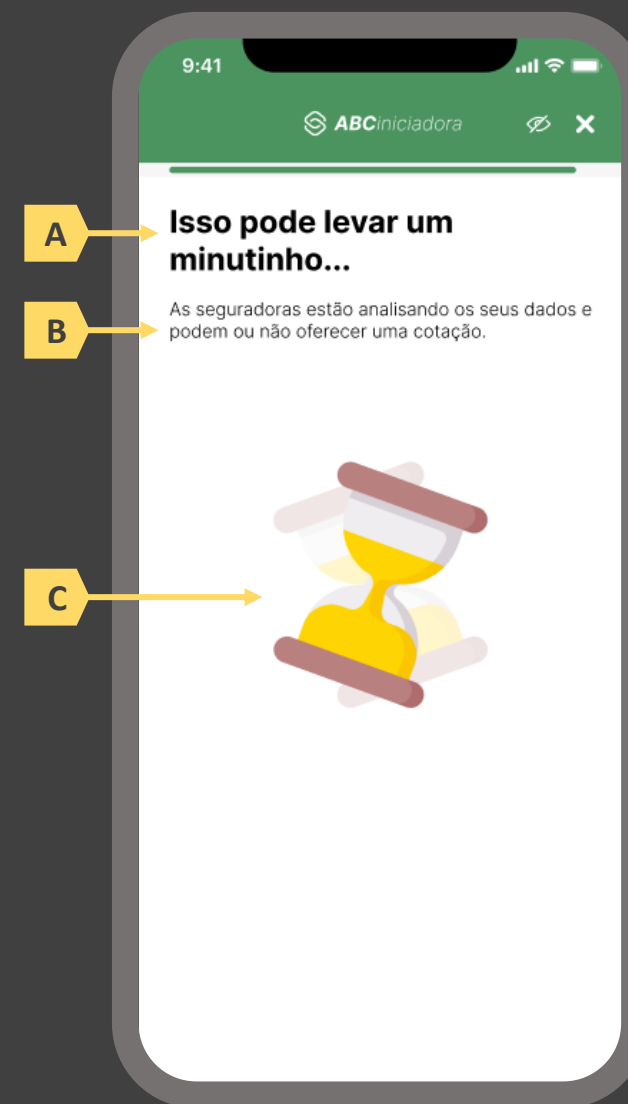 9:41
ABCiniciadora
A
Isso pode levar um
minutinho...
B
As seguradoras estão analisando os seus dados e
podem ou não oferecer uma cotação.
C